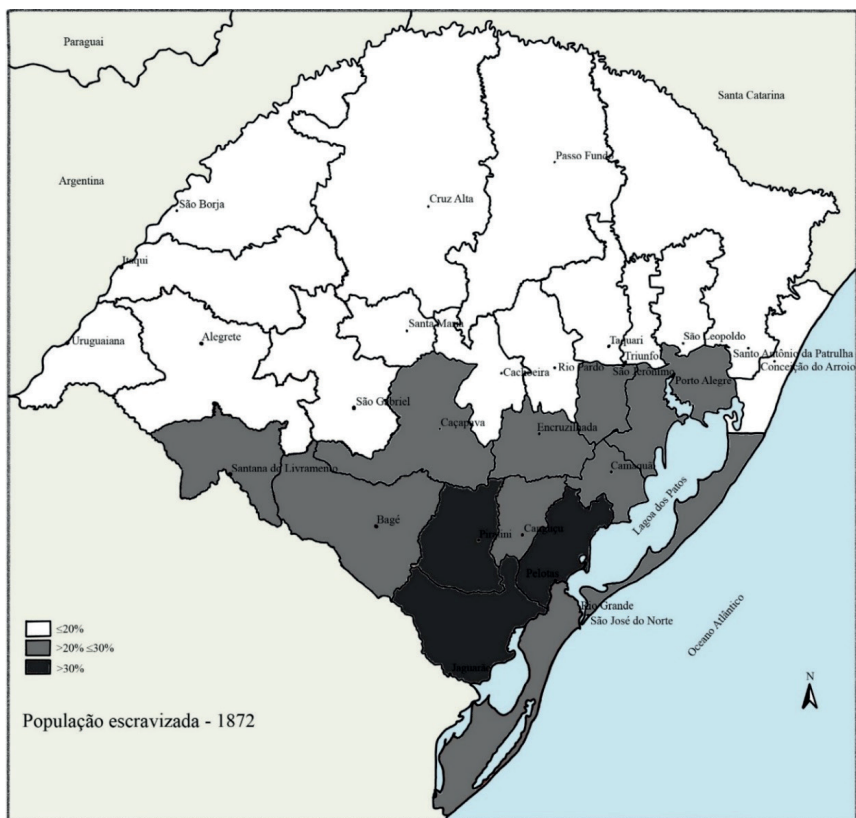 Paraguai
Santa Catarina
Argentina
Passo Fundo
São Borja
Cruz Alta
Itaqui
Uruguaiana
Alegrete
Santa Maria
Taquari
São Leopoldo
Triunfo
Santo Antônio da Patrulha
Conceição do Arroio
Cachoeira
Rio Pardo
São Jerônimo
Porto Alegre
São Gabriel
Caçapava
Encruzilhada
Santana do Livramento
Camaquã
Lagoa dos Patos
Bagé
Piratini
Canguçu
Pelotas
Rio Grande
São José do Norte
Oceano Atlântico
≤20%
>20% ≤30%
>30%
Jaguarão
N
População escravizada - 1872